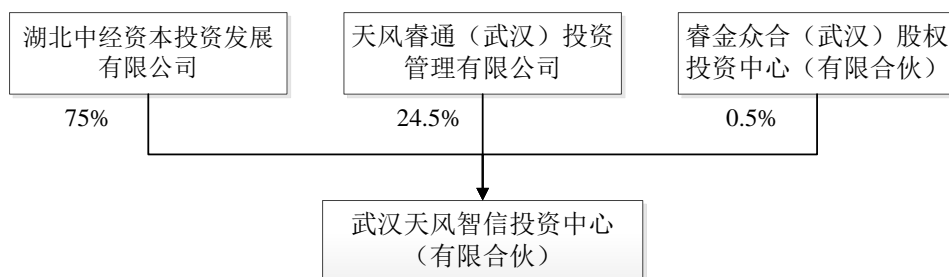 湖北中经资本投资发展
有限公司
天风睿通（武汉）投资
管理有限公司
睿金众合（武汉）股权
投资中心（有限合伙）
75%
24.5%
0.5%
武汉天风智信投资中心
（有限合伙）